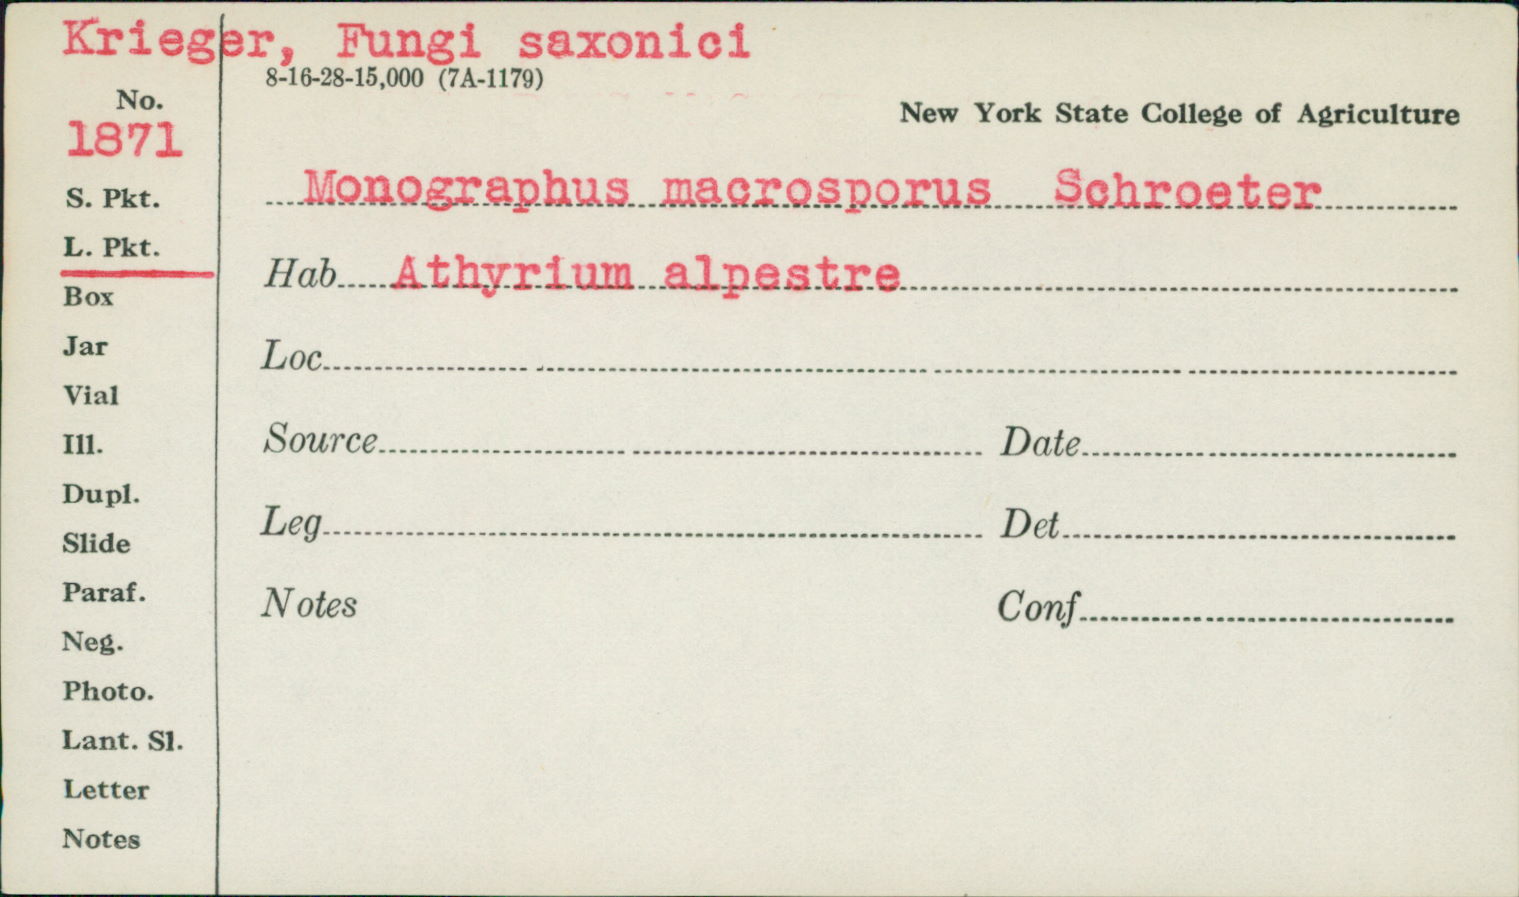 Krieger, Fungi saxonici
8-16-28-15,000 (7A-1179)
No.
New York State College of Agriculture
1871
S. Pkt.
Monographus macrosporus Schroeter
L. Pkt.
Hab Athyrium alpestre
Box
Jar
Loc
Vial
Ill.
Source Date
Dupl.
Slide
Leg Det
Paraf.
Notes Conf
Neg.
Photo.
Lant. Sl.
Letter
Notes